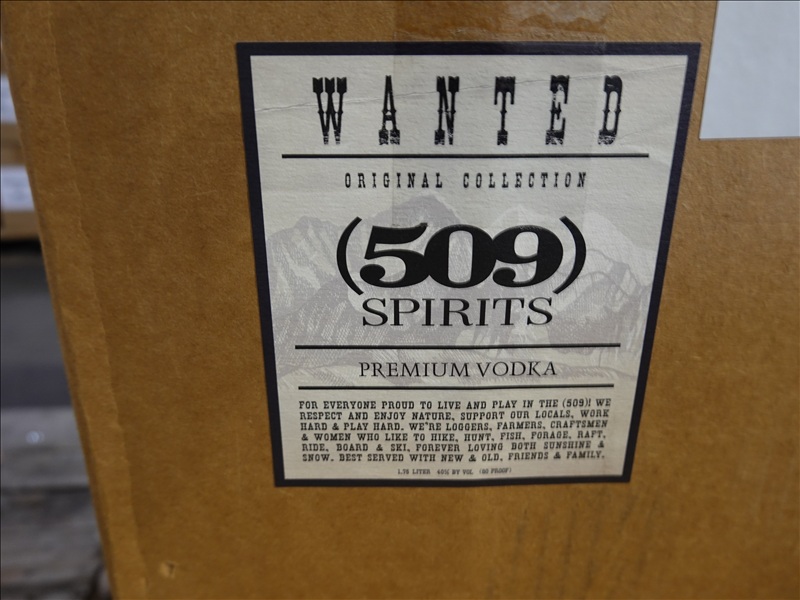 WANTED
ORIGINAL COLLECTION
(509)
SPIRITS
PREMIUM VODKA
FOR EVERYONE PROUD TO LIVE AND PLAY IN THE (509)! WE
RESPECT AND ENJOY NATURE, SUPPORT OUR LOCALS, WORK
HARD & PLAY HARD. WE'RE LOGGERS, FARMERS, CRAFTSMEN
& WOMEN WHO LIKE TO HIKE, HUNT, FISH, FORAGE, RAFT,
RIDE, BOARD & SKI, FOREVER LOVING BOTH SUNSHINE &
SNOW. BEST SERVED WITH NEW & OLD, FRIENDS & FAMILY.
1.75 LITER 40% BY VOL (80 PROOF)